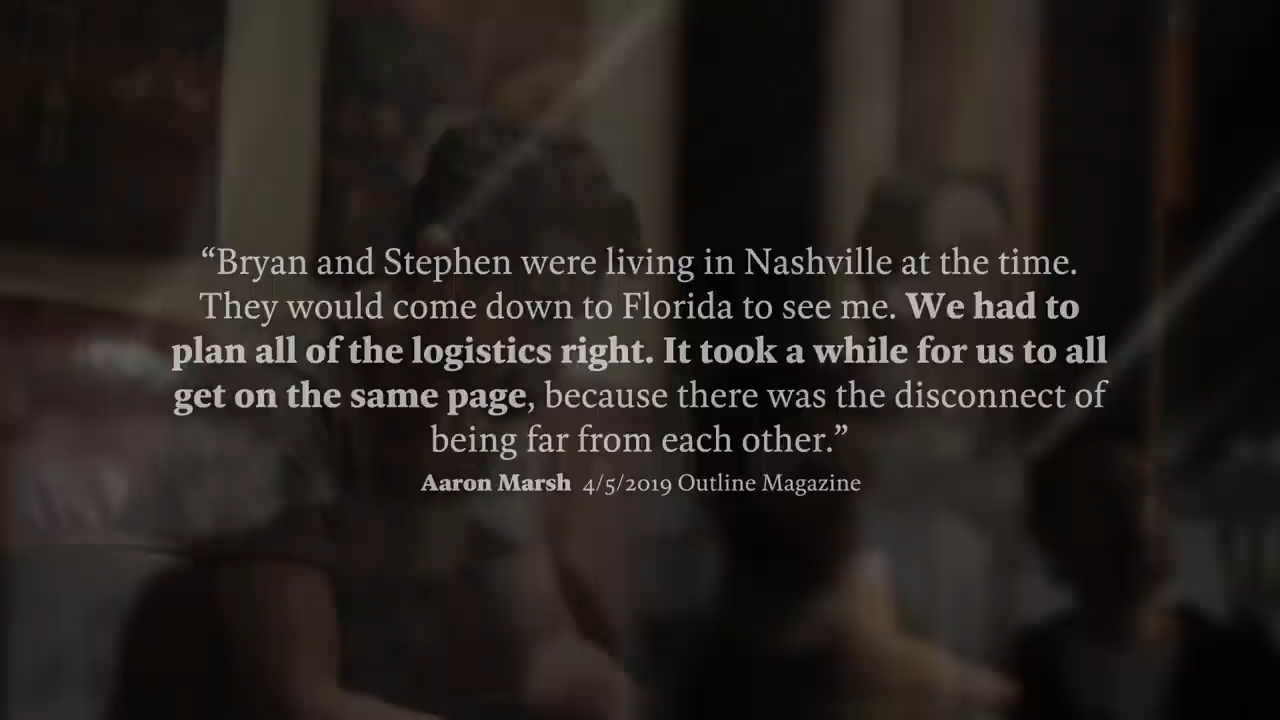 “Bryan and Stephen were living in Nashville at the time.
They would come down to Florida to see me. We had to
plan all of the logistics right. It took a while for us to all
get on the same page, because there was the disconnect of
being far from each other.”
Aaron Marsh 4/5/2019 Outline Magazine